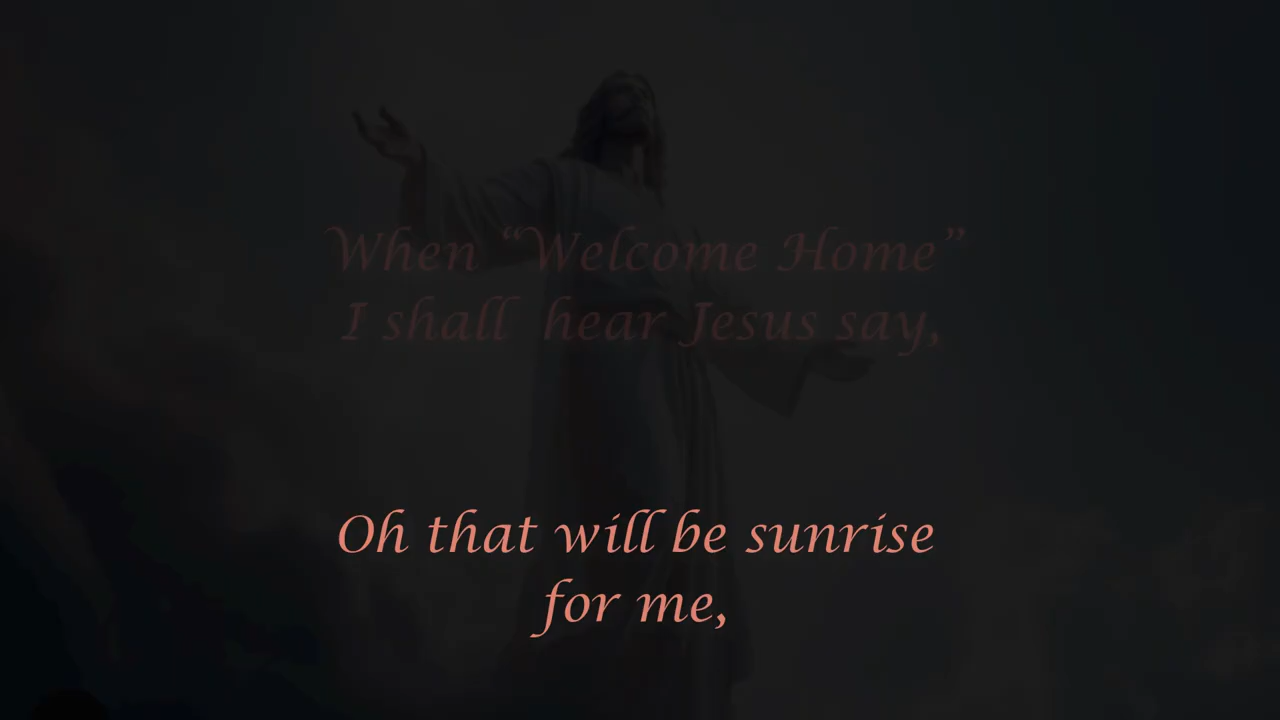 When “Welcome Home”
I shall hear Jesus say,
Oh that will be sunrise
for me,